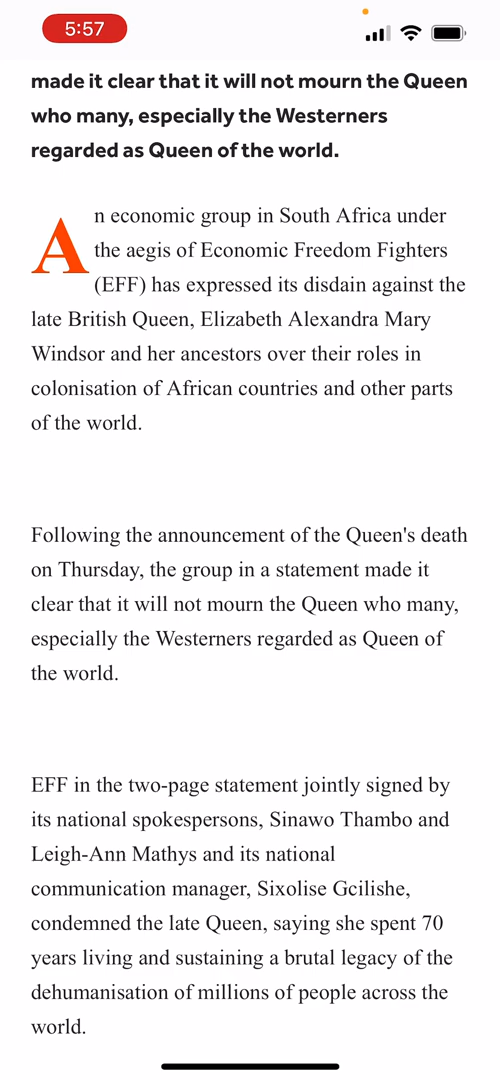 5:57
made it clear that it will not mourn the Queen
who many, especially the Westerners
regarded as Queen of the world.
An economic group in South Africa under
the aegis of Economic Freedom Fighters
(EFF) has expressed its disdain against the
late British Queen, Elizabeth Alexandra Mary
Windsor and her ancestors over their roles in
colonisation of African countries and other parts
of the world.
Following the announcement of the Queen's death
on Thursday, the group in a statement made it
clear that it will not mourn the Queen who many,
especially the Westerners regarded as Queen of
the world.
EFF in the two-page statement jointly signed by
its national spokespersons, Sinawo Thambo and
Leigh-Ann Mathys and its national
communication manager, Sixolise Gcilishe,
condemned the late Queen, saying she spent 70
years living and sustaining a brutal legacy of the
dehumanisation of millions of people across the
world.